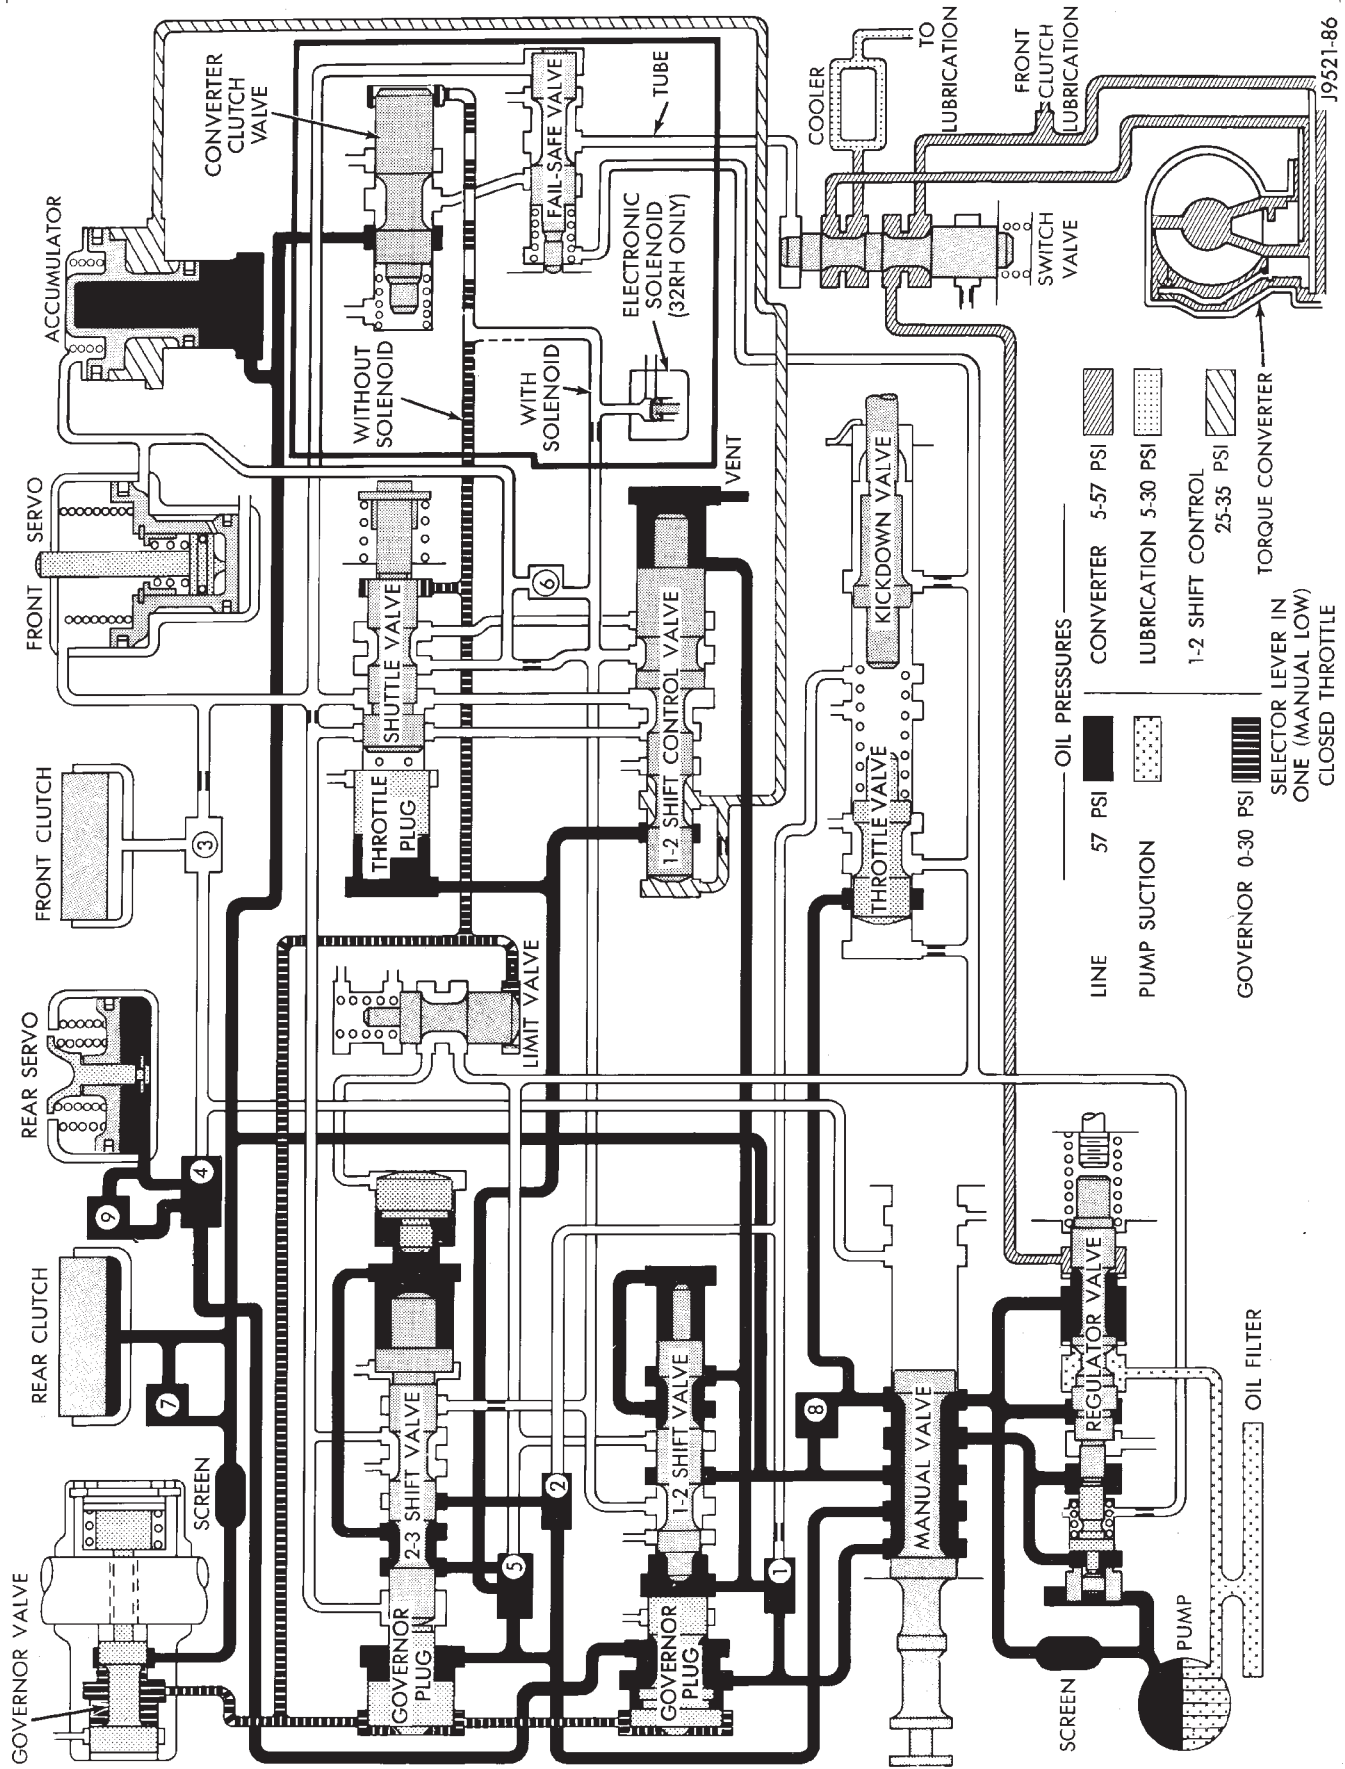 GOVERNOR VALVE
SCREEN
REAR CLUTCH
7
9
4
REAR SERVO
FRONT CLUTCH
3
FRONT SERVO
ACCUMULATOR
CONVERTER
CLUTCH
VALVE
GOVERNOR
PLUG
2-3 SHIFT VALVE
5
2
LIMIT VALVE
THROTTLE
PLUG
SHUTTLE VALVE
6
WITHOUT
SOLENOID
WITH
SOLENOID
FAIL-SAFE VALVE
ELECTRONIC
SOLENOID
(32RH ONLY)
TUBE
GOVERNOR
PLUG
1-2 SHIFT VALVE
1
8
1-2 SHIFT CONTROL VALVE
VENT
COOLER
TO
LUBRICATION
FRONT
CLUTCH
LUBRICATION
MANUAL VALVE
THROTTLE VALVE
KICKDOWN VALVE
SWITCH
VALVE
SCREEN
PUMP
REGULATOR VALVE
OIL FILTER
OIL PRESSURES
LINE 57 PSI
CONVERTER 5-57 PSI
PUMP SUCTION
LUBRICATION 5-30 PSI
1-2 SHIFT CONTROL
25-35 PSI
GOVERNOR 0-30 PSI
TORQUE CONVERTER
SELECTOR LEVER IN
ONE (MANUAL LOW)
CLOSED THROTTLE
J9521-86